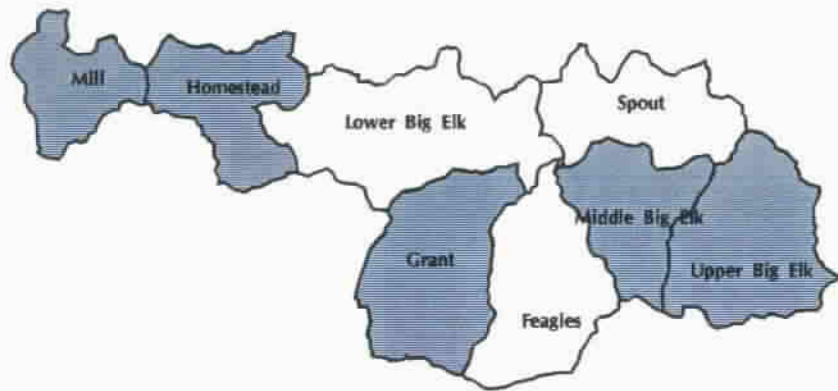 Mill
Homestead
Lower Big Elk
Spout
Middle Big Elk
Grant
Upper Big Elk
Feagles